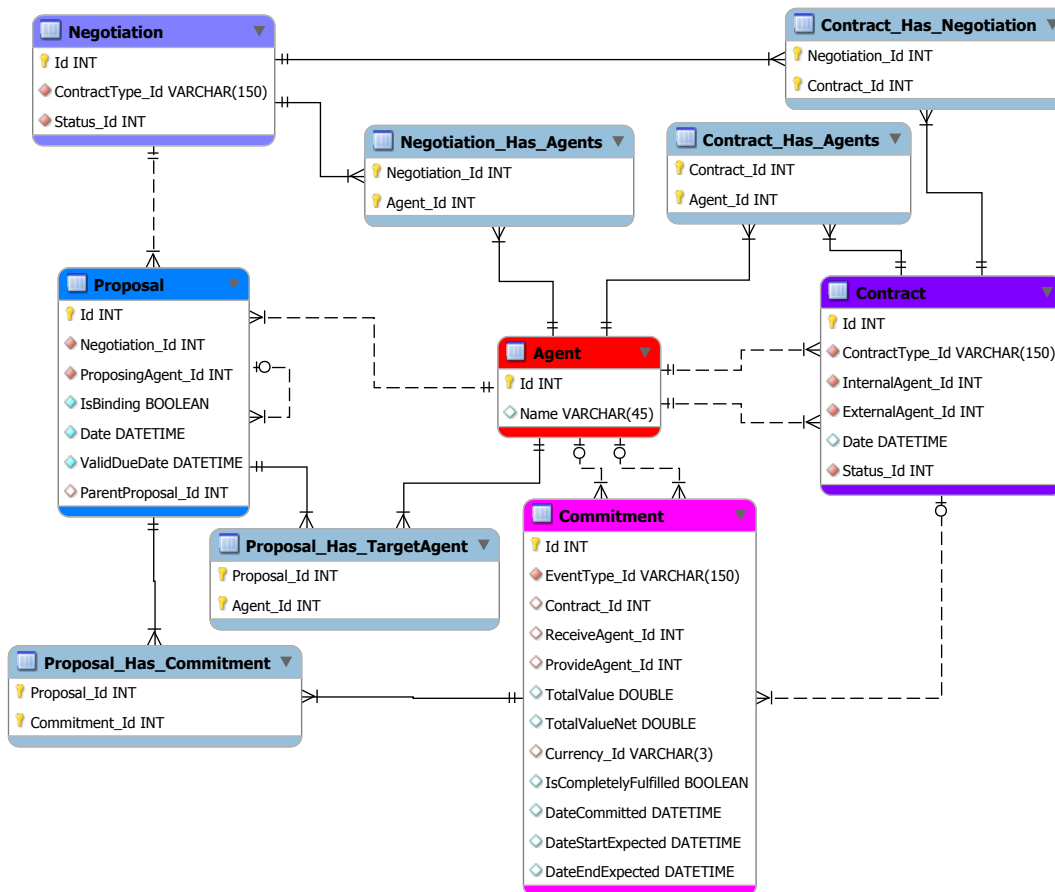 Negotiation
Id INT
ContractType_Id VARCHAR(150)
Status_Id INT
Contract_Has_Negotiation
Negotiation_Id INT
Contract_Id INT
Negotiation_Has_Agents
Negotiation_Id INT
Agent_Id INT
Contract_Has_Agents
Contract_Id INT
Agent_Id INT
Proposal
Id INT
Negotiation_Id INT
ProposingAgent_Id INT
IsBinding BOOLEAN
Date DATETIME
ValidDueDate DATETIME
ParentProposal_Id INT
Agent
Id INT
Name VARCHAR(45)
Contract
Id INT
ContractType_Id VARCHAR(150)
InternalAgent_Id INT
ExternalAgent_Id INT
Date DATETIME
Status_Id INT
Proposal_Has_TargetAgent
Proposal_Id INT
Agent_Id INT
Commitment
Id INT
EventType_Id VARCHAR(150)
Contract_Id INT
ReceiveAgent_Id INT
ProvideAgent_Id INT
TotalValue DOUBLE
TotalValueNet DOUBLE
Currency_Id VARCHAR(3)
IsCompletelyFulfilled BOOLEAN
DateCommitted DATETIME
DateStartExpected DATETIME
DateEndExpected DATETIME
Proposal_Has_Commitment
Proposal_Id INT
Commitment_Id INT